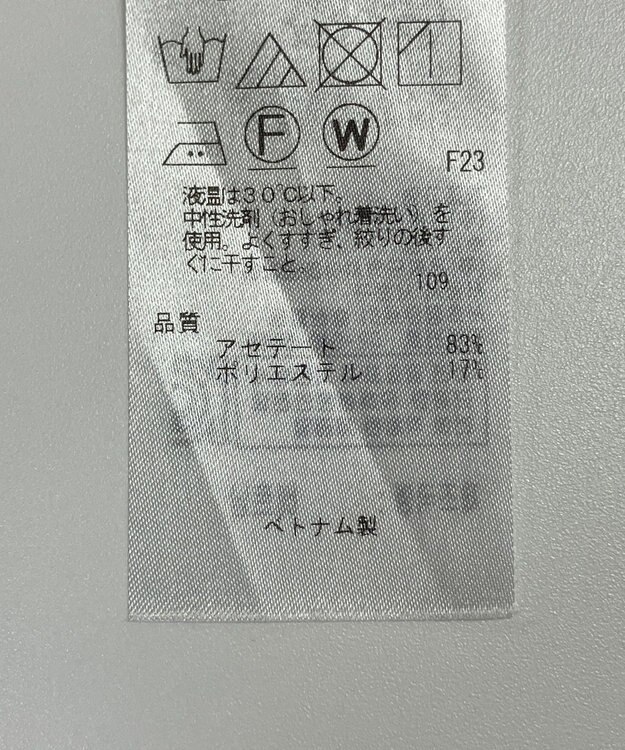 F W
F23
液温は30℃以下。
中性洗剤（おしゃれ着洗い）を
使用。よくすすぎ、絞りの後す
ぐに干すこと。
109
品質
アセテート 83%
ポリエステル 17%
ベトナム製